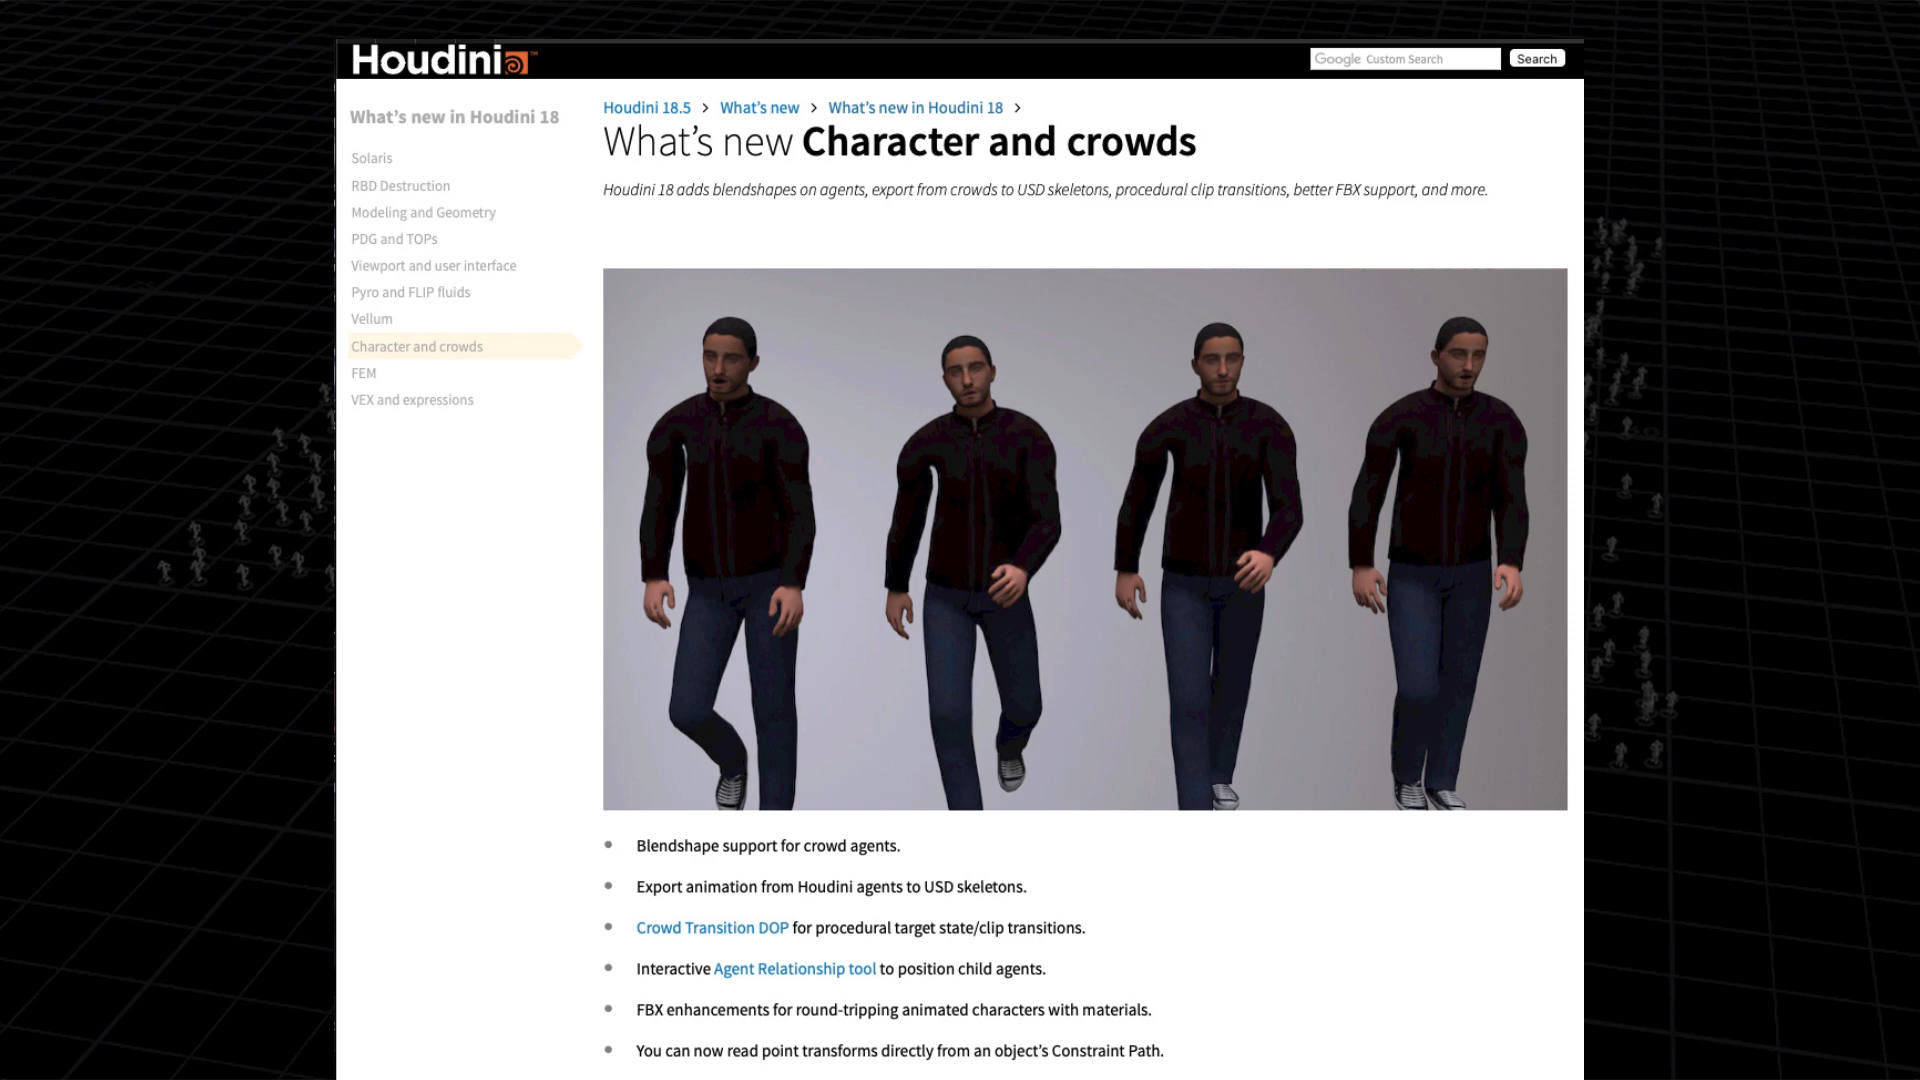 Houdini™
Google Custom Search
Search
What's new in Houdini 18
Solaris
RBD Destruction
Modeling and Geometry
PDG and TOPs
Viewport and user interface
Pyro and FLIP fluids
Vellum
Character and crowds
FEM
VEX and expressions
Houdini 18.5 > What's new > What's new in Houdini 18 >
What's new Character and crowds
Houdini 18 adds blendshapes on agents, export from crowds to USD skeletons, procedural clip transitions, better FBX support, and more.
• Blendshape support for crowd agents.
• Export animation from Houdini agents to USD skeletons.
• Crowd Transition DOP for procedural target state/clip transitions.
• Interactive Agent Relationship tool to position child agents.
• FBX enhancements for round-tripping animated characters with materials.
• You can now read point transforms directly from an object's Constraint Path.